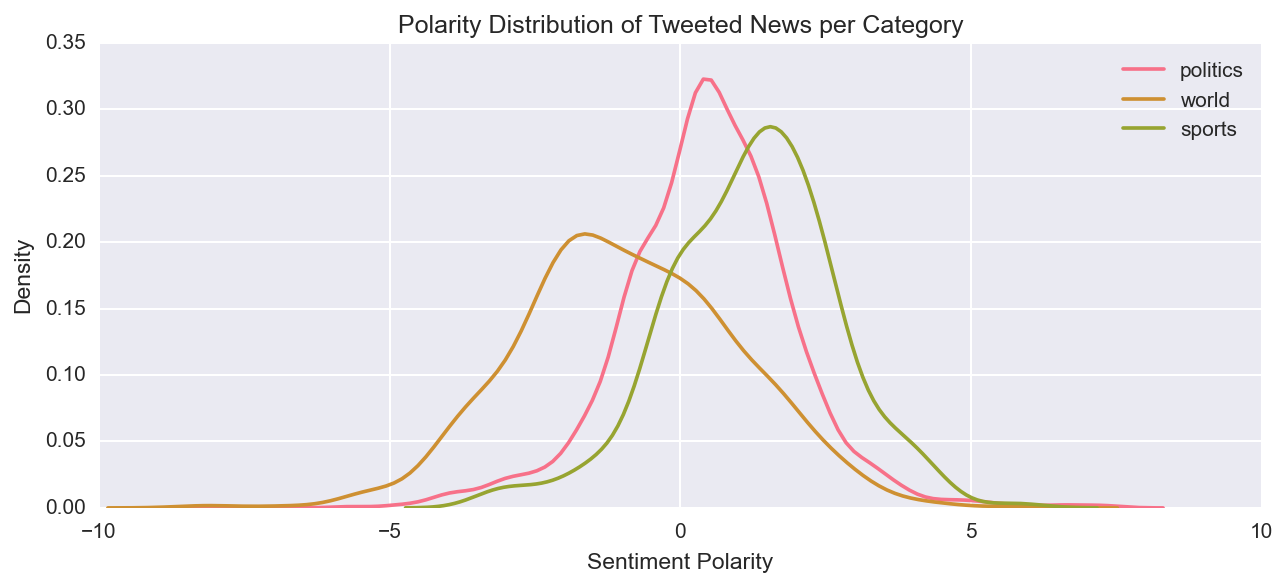 Polarity Distribution of Tweeted News per Category
0.35
0.30
0.25
0.20
0.15
0.10
0.05
0.00
Density
politics
world
sports
−10
−5
0
5
10
Sentiment Polarity